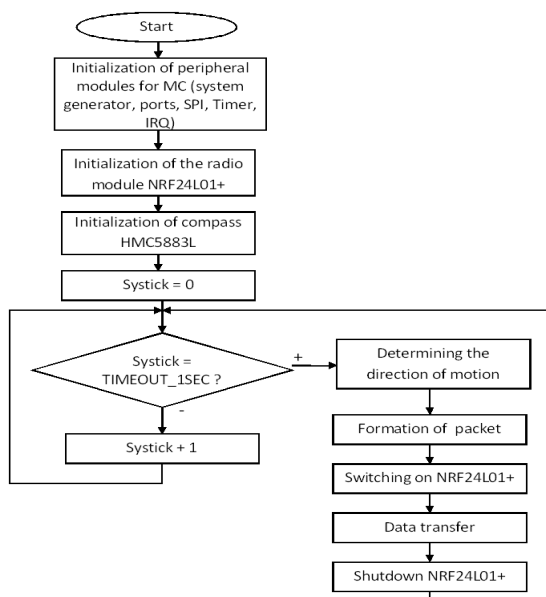 Start
Initialization of peripheral
modules for MC (system
generator, ports, SPI, Timer,
IRQ)
Initialization of the radio
module NRF24L01+
Initialization of compass
HMC5883L
Systick = 0
Systick =
TIMEOUT_1SEC ?
+
-
Systick + 1
Determining the
direction of motion
Formation of packet
Switching on NRF24L01+
Data transfer
Shutdown NRF24L01+